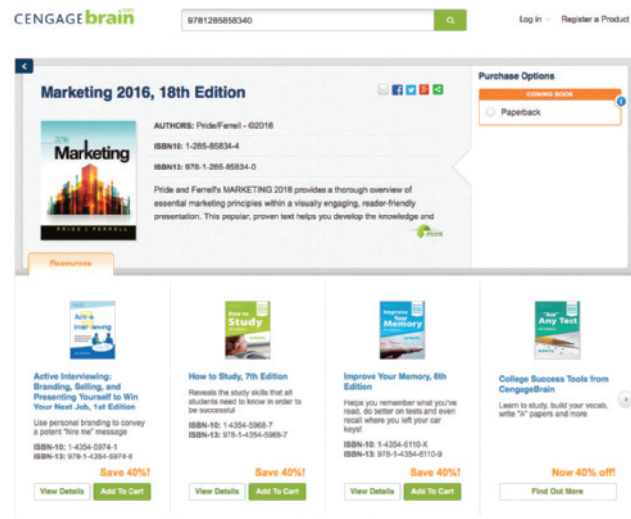 CENGAGEbrain
.com
9781285858340
Log in
Register a Product
Marketing 2016, 18th Edition
2016
Marketing
PRIDE | FERRELL
AUTHORS: Pride/Ferrell - ©2016
ISBN10: 1-285-85834-4
ISBN13: 978-1-285-85834-0
Pride and Ferrell's MARKETING 2016 provides a thorough overview of
essential marketing principles within a visually engaging, reader-friendly
presentation. This popular, proven text helps you develop the knowledge and
more
Purchase Options
COMING SOON
Paperback
Resources
Active
Interviewing
Active Interviewing:
Branding, Selling, and
Presenting Yourself to Win
Your Next Job, 1st Edition
Use personal branding to convey
a potent "hire me" message
ISBN-10: 1-4354-5974-1
ISBN-13: 978-1-4354-5974-8
Save 40%!
View Details
Add To Cart
How to
Study
How to Study, 7th Edition
Reveals the study skills that all
students need to know in order to
be successful
ISBN-10: 1-4354-5968-7
ISBN-13: 978-1-4354-5968-7
Save 40%!
View Details
Add To Cart
Improve
Your
Memory
Improve Your Memory, 6th
Edition
Helps you remember what you've
read, do better on tests and even
recall where you left your car
keys!
ISBN-10: 1-4354-6110-X
ISBN-13: 978-1-4354-6110-9
Save 40%!
View Details
Add To Cart
"Ace"
Any Test
College Success Tools from
CengageBrain
Learn to study, build your vocab,
write "A" papers and more
Now 40% off!
Find Out More